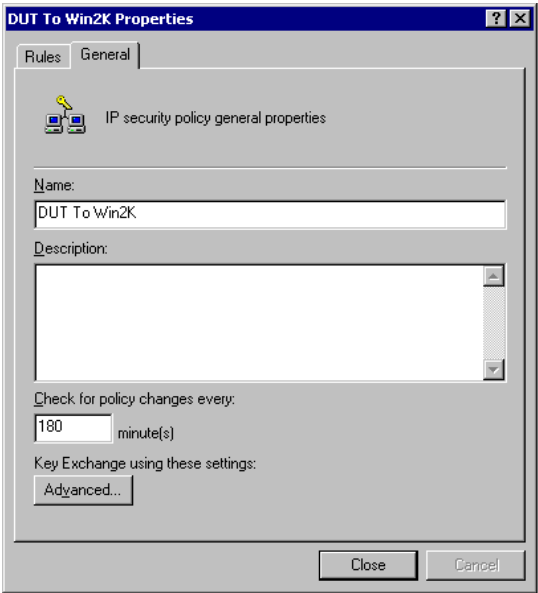 DUT To Win2K Properties
Rules
General
IP security policy general properties
Name:
DUT To Win2K
Description:
Check for policy changes every:
180
minute(s)
Key Exchange using these settings:
Advanced...
Close
Cancel